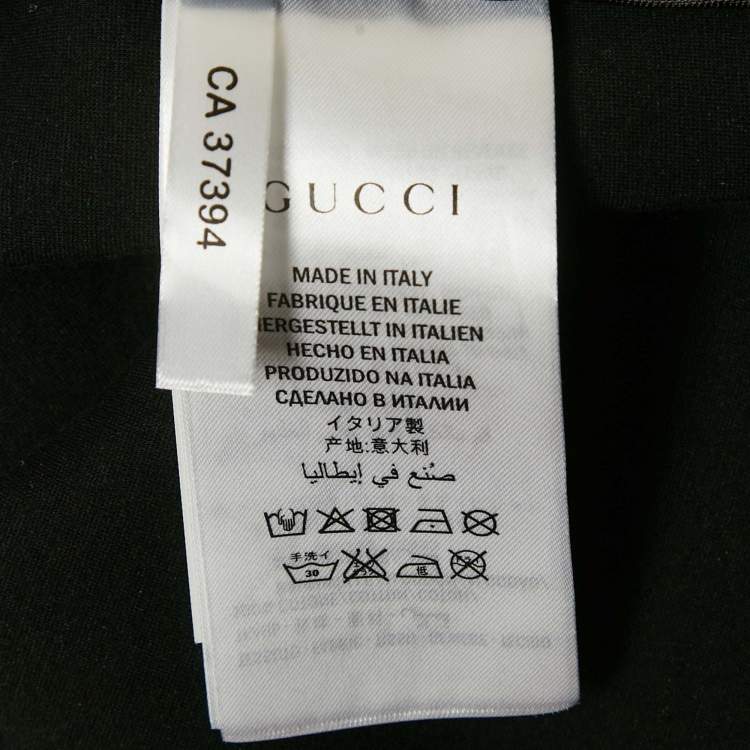 CA 37394
GUCCI
MADE IN ITALY
FABRIQUE EN ITALIE
HERGESTELLT IN ITALIEN
HECHO EN ITALIA
PRODUZIDO NA ITALIA
СДЕЛАНО В ИТАЛИИ
イタリア製
产地:意大利
صُنع في إيطاليا
手洗イ
30
低